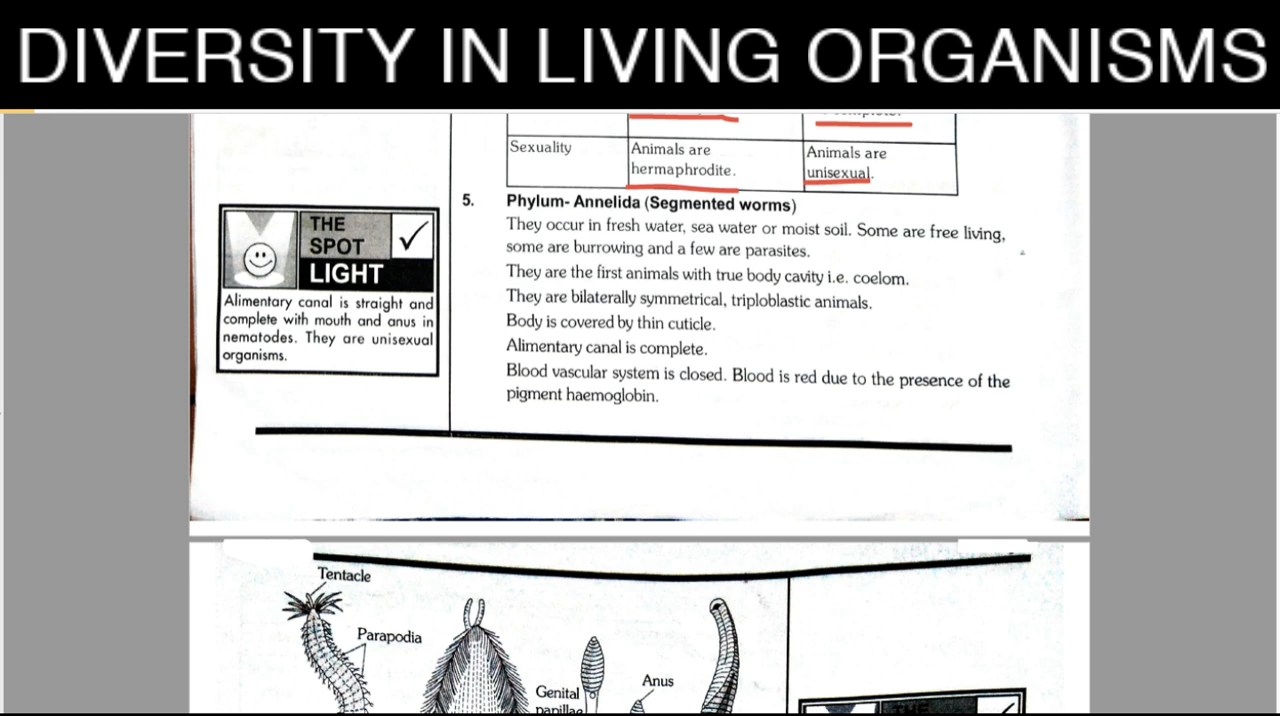 DIVERSITY IN LIVING ORGANISMS
Sexuality
Animals are
hermaphrodite.
Animals are
unisexual.
5. Phylum- Annelida (Segmented worms)
They occur in fresh water, sea water or moist soil. Some are free living,
some are burrowing and a few are parasites.
They are the first animals with true body cavity i.e. coelom.
They are bilaterally symmetrical, triploblastic animals.
Body is covered by thin cuticle.
Alimentary canal is complete.
Blood vascular system is closed. Blood is red due to the presence of the
pigment haemoglobin.
THE
SPOT
LIGHT
Alimentary canal is straight and
complete with mouth and anus in
nematodes. They are unisexual
organisms.
Tentacle
Parapodia
Genital
papillae
Anus
THE